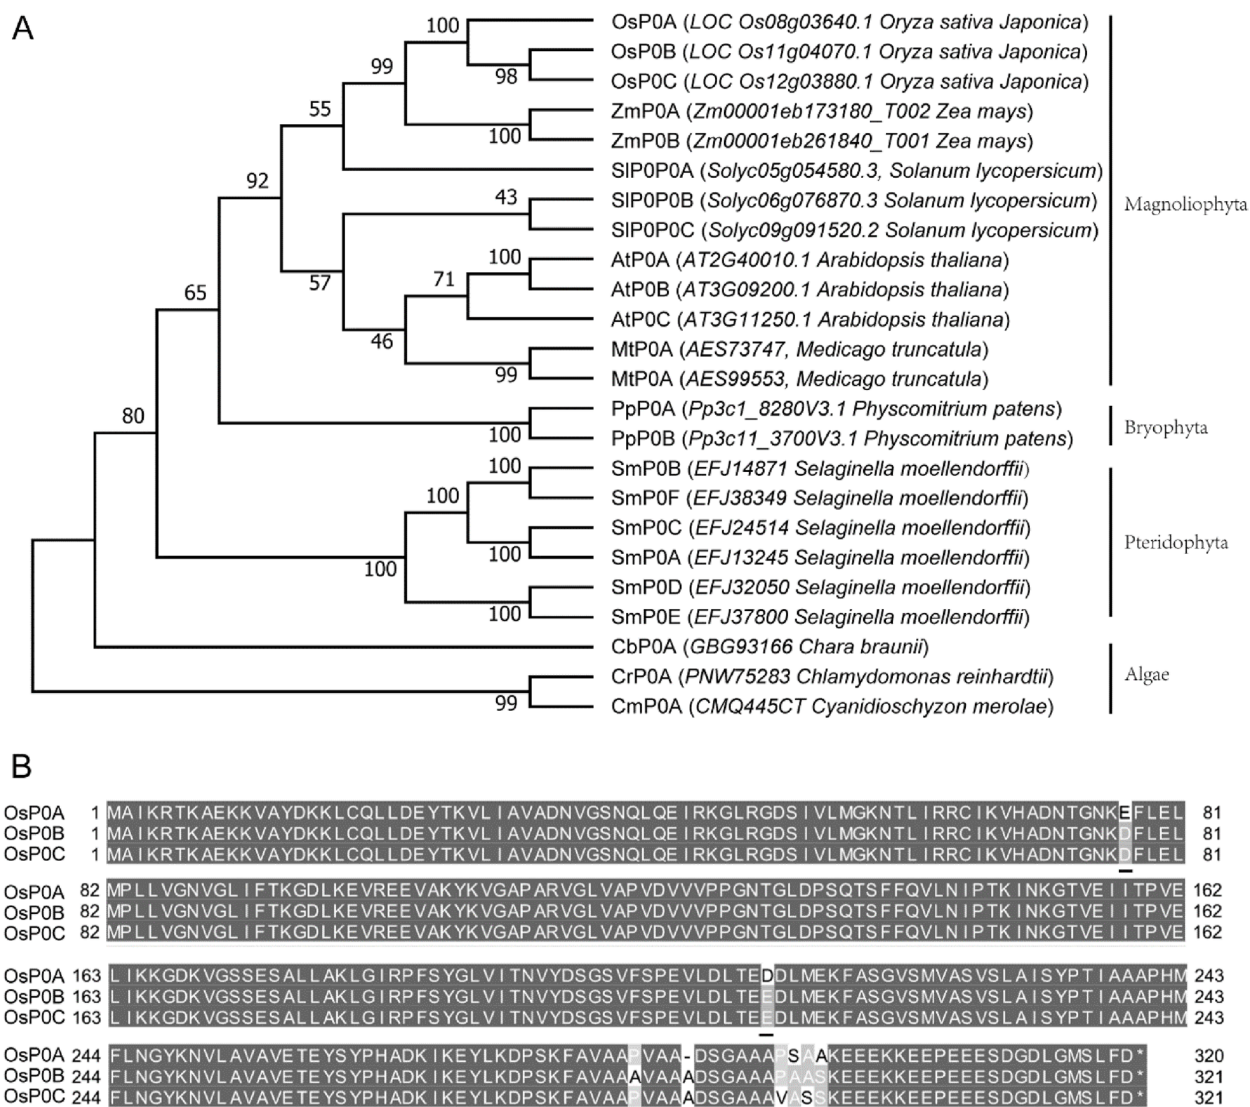 A
OsP0A (LOC Os08g03640.1 Oryza sativa Japonica)
OsP0B (LOC Os11g04070.1 Oryza sativa Japonica)
OsP0C (LOC Os12g03880.1 Oryza sativa Japonica)
ZmP0A (Zm00001eb173180_T002 Zea mays)
ZmP0B (Zm00001eb261840_T001 Zea mays)
SlP0P0A (Solyc05g054580.3, Solanum lycopersicum)
SlP0P0B (Solyc06g076870.3 Solanum lycopersicum)
SlP0P0C (Solyc09g091520.2 Solanum lycopersicum)
AtP0A (AT2G40010.1 Arabidopsis thaliana)
AtP0B (AT3G09200.1 Arabidopsis thaliana)
AtP0C (AT3G11250.1 Arabidopsis thaliana)
MtP0A (AES73747, Medicago truncatula)
MtP0A (AES99553, Medicago truncatula)
PpP0A (Pp3c1_8280V3.1 Physcomitrium patens)
PpP0B (Pp3c11_3700V3.1 Physcomitrium patens)
SmP0B (EFJ14871 Selaginella moellendorffii)
SmP0F (EFJ38349 Selaginella moellendorffii)
SmP0C (EFJ24514 Selaginella moellendorffii)
SmP0A (EFJ13245 Selaginella moellendorffii)
SmP0D (EFJ32050 Selaginella moellendorffii)
SmP0E (EFJ37800 Selaginella moellendorffii)
CbP0A (GBG93166 Chara braunii)
CrP0A (PNW75283 Chlamydomonas reinhardtii)
CmP0A (CMQ445CT Cyanidioschyzon merolae)
100
98
99
100
55
92
43
57
100
71
46
99
65
100
80
100
100
100
100
100
99
Magnoliophyta
Bryophyta
Pteridophyta
Algae
B
OsP0A 1 MAIKRTKAEKKVAYDKKLCQLLDEYTKVLIAVADNVGSNQLQEIRKGLRGDSIVLMGKNTLIRRCIKVHADNTGNKEFLEL 81
OsP0B 1 MAIKRTKAEKKVAYDKKLCQLLDEYTKVLIAVADNVGSNQLQEIRKGLRGDSIVLMGKNTLIRRCIKVHADNTGNKDFLEL 81
OsP0C 1 MAIKRTKAEKKVAYDKKLCQLLDEYTKVLIAVADNVGSNQLQEIRKGLRGDSIVLMGKNTLIRRCIKVHADNTGNKDFLEL 81
OsP0A 82 MPLLVGNVGLIFTKGDLKEVREEVAKYKVGAPARVGLVAPVDVVVPPGNTGLDPSQTSFFQVLNIPTKINKGTVEIITPVE 162
OsP0B 82 MPLLVGNVGLIFTKGDLKEVREEVAKYKVGAPARVGLVAPVDVVVPPGNTGLDPSQTSFFQVLNIPTKINKGTVEIITPVE 162
OsP0C 82 MPLLVGNVGLIFTKGDLKEVREEVAKYKVGAPARVGLVAPVDVVVPPGNTGLDPSQTSFFQVLNIPTKINKGTVEIITPVE 162
OsP0A 163 LIKKGDKVGSSESALLAKLGIRPFSYGLVITNVYDSGSVFSPEVLDLTEDDLMEKFASGVSMVASVSLAISYPTIAAAPHM 243
OsP0B 163 LIKKGDKVGSSESALLAKLGIRPFSYGLVITNVYDSGSVFSPEVLDLTEEDLMEKFASGVSMVASVSLAISYPTIAAAPHM 243
OsP0C 163 LIKKGDKVGSSESALLAKLGIRPFSYGLVITNVYDSGSVFSPEVLDLTEEDLMEKFASGVSMVASVSLAISYPTIAAAPHM 243
OsP0A 244 FLNGYKNVLAVAVETEYSYPHADKIKEYLKDPSKFAVAAPVAA-DSGAAAPSAAKEEEKKEEPEEESDGDLGMSLFD* 320
OsP0B 244 FLNGYKNVLAVAVETEYSYPHADKIKEYLKDPSKFAVAAAVAAADSGAAAPAASKEEEKKEEPEEESDGDLGMSLFD* 321
OsP0C 244 FLNGYKNVLAVAVETEYSYPHADKIKEYLKDPSKFAVAAPVAAADSGAAAVASSKEEEKKEEPEEESDGDLGMSLFD* 321